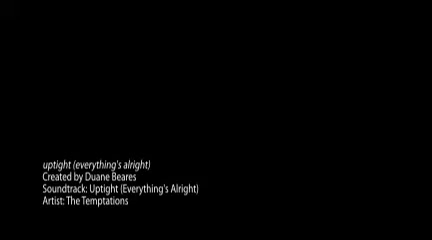 uptight (everything's alright)
Created by Duane Beares
Soundtrack: Uptight (Everything's Alright)
Artist: The Temptations